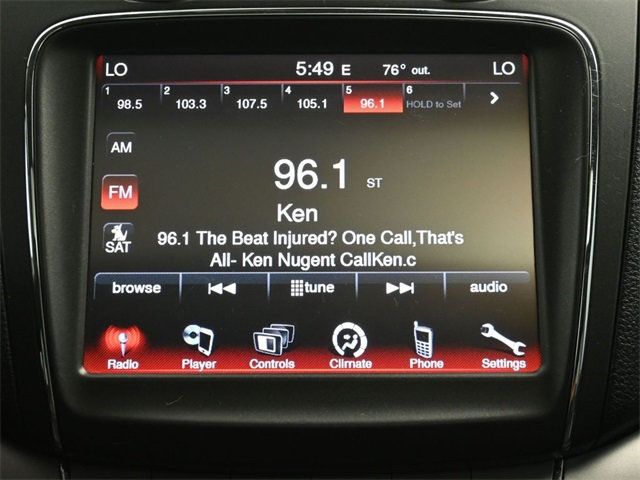 LO 5:49 E 76° out. LO
1 98.5 2 103.3 3 107.5 4 105.1 5 96.1 6 HOLD to Set
AM
FM
SAT
96.1 ST
Ken
96.1 The Beat Injured? One Call,That's
All- Ken Nugent CallKen.c
browse tune audio
Radio Player Controls Climate Phone Settings